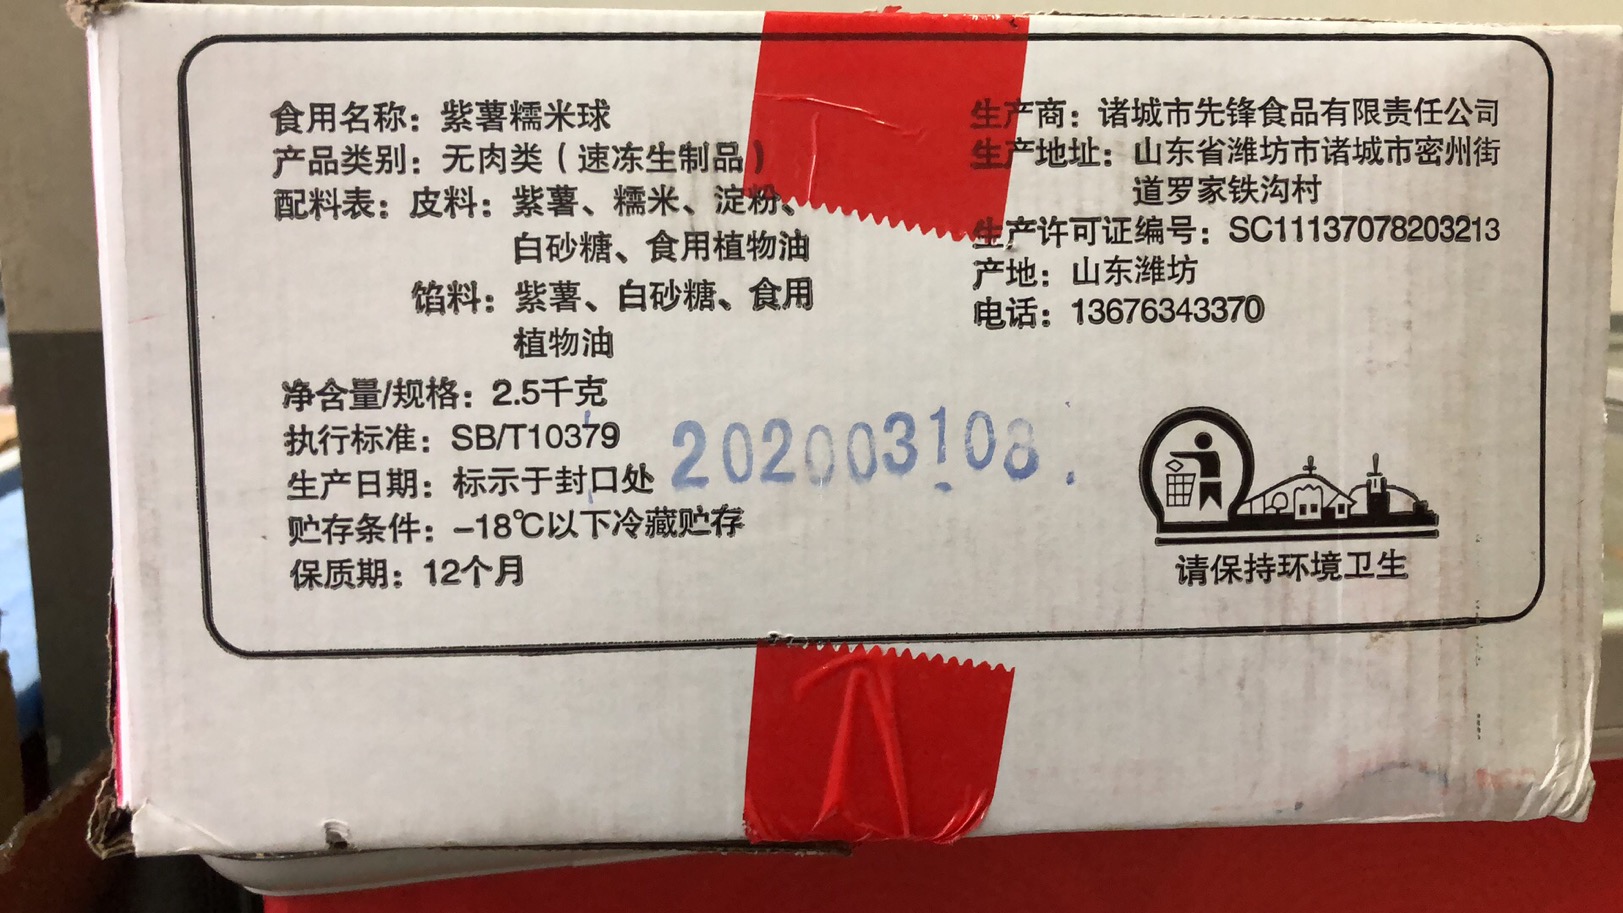 食用名称：紫薯糯米球
产品类别：无肉类（速冻生制品）
配料表：皮料：紫薯、糯米、淀粉、
白砂糖、食用植物油
馅料：紫薯、白砂糖、食用
植物油
净含量/规格：2.5千克
执行标准：SB/T10379
生产日期：标示于封口处
贮存条件：-18℃以下冷藏贮存
保质期：12个月
202003108
生产商：诸城市先锋食品有限责任公司
生产地址：山东省潍坊市诸城市密州街
道罗家铁沟村
生产许可证编号：SC11137078203213
产地：山东潍坊
电话：13676343370
请保持环境卫生